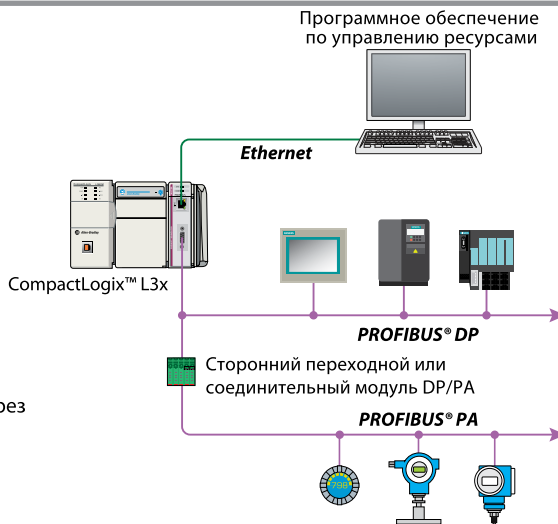 Программное обеспечение
по управлению ресурсами
Ethernet
CompactLogix™ L3x
PROFIBUS® DP
Сторонний переходной или
соединительный модуль DP/PA
рез
PROFIBUS® PA